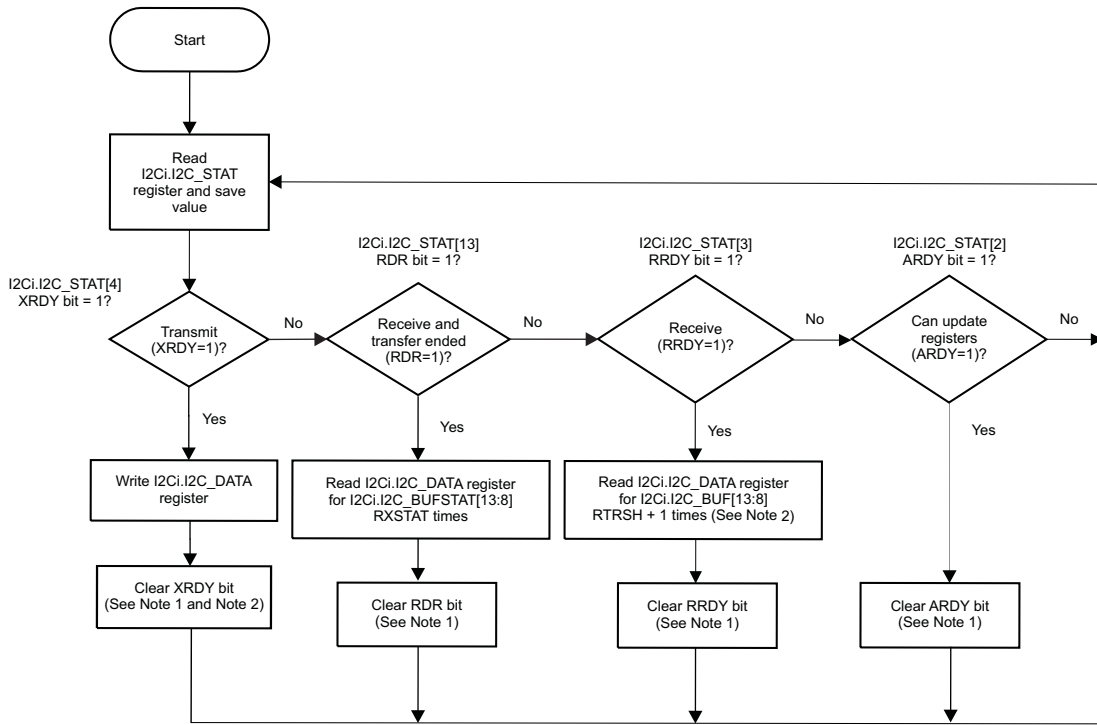 Start
Read
I2Ci.I2C_STAT
register and save
value
I2Ci.I2C_STAT[4]
XRDY bit = 1?
I2Ci.I2C_STAT[13]
RDR bit = 1?
I2Ci.I2C_STAT[3]
RRDY bit = 1?
I2Ci.I2C_STAT[2]
ARDY bit = 1?
Transmit
(XRDY=1)?
No
Receive and
transfer ended
(RDR=1)?
No
Receive
(RRDY=1)?
No
Can update
registers
(ARDY=1)?
No
Yes
Yes
Yes
Yes
Write I2Ci.I2C_DATA
register
Read I2Ci.I2C_DATA register
for I2Ci.I2C_BUFSTAT[13:8]
RXSTAT times
Read I2Ci.I2C_DATA register
for I2Ci.I2C_BUF[13:8]
RTRSH + 1 times (See Note 2)
Clear XRDY bit
(See Note 1 and Note 2)
Clear RDR bit
(See Note 1)
Clear RRDY bit
(See Note 1)
Clear ARDY bit
(See Note 1)